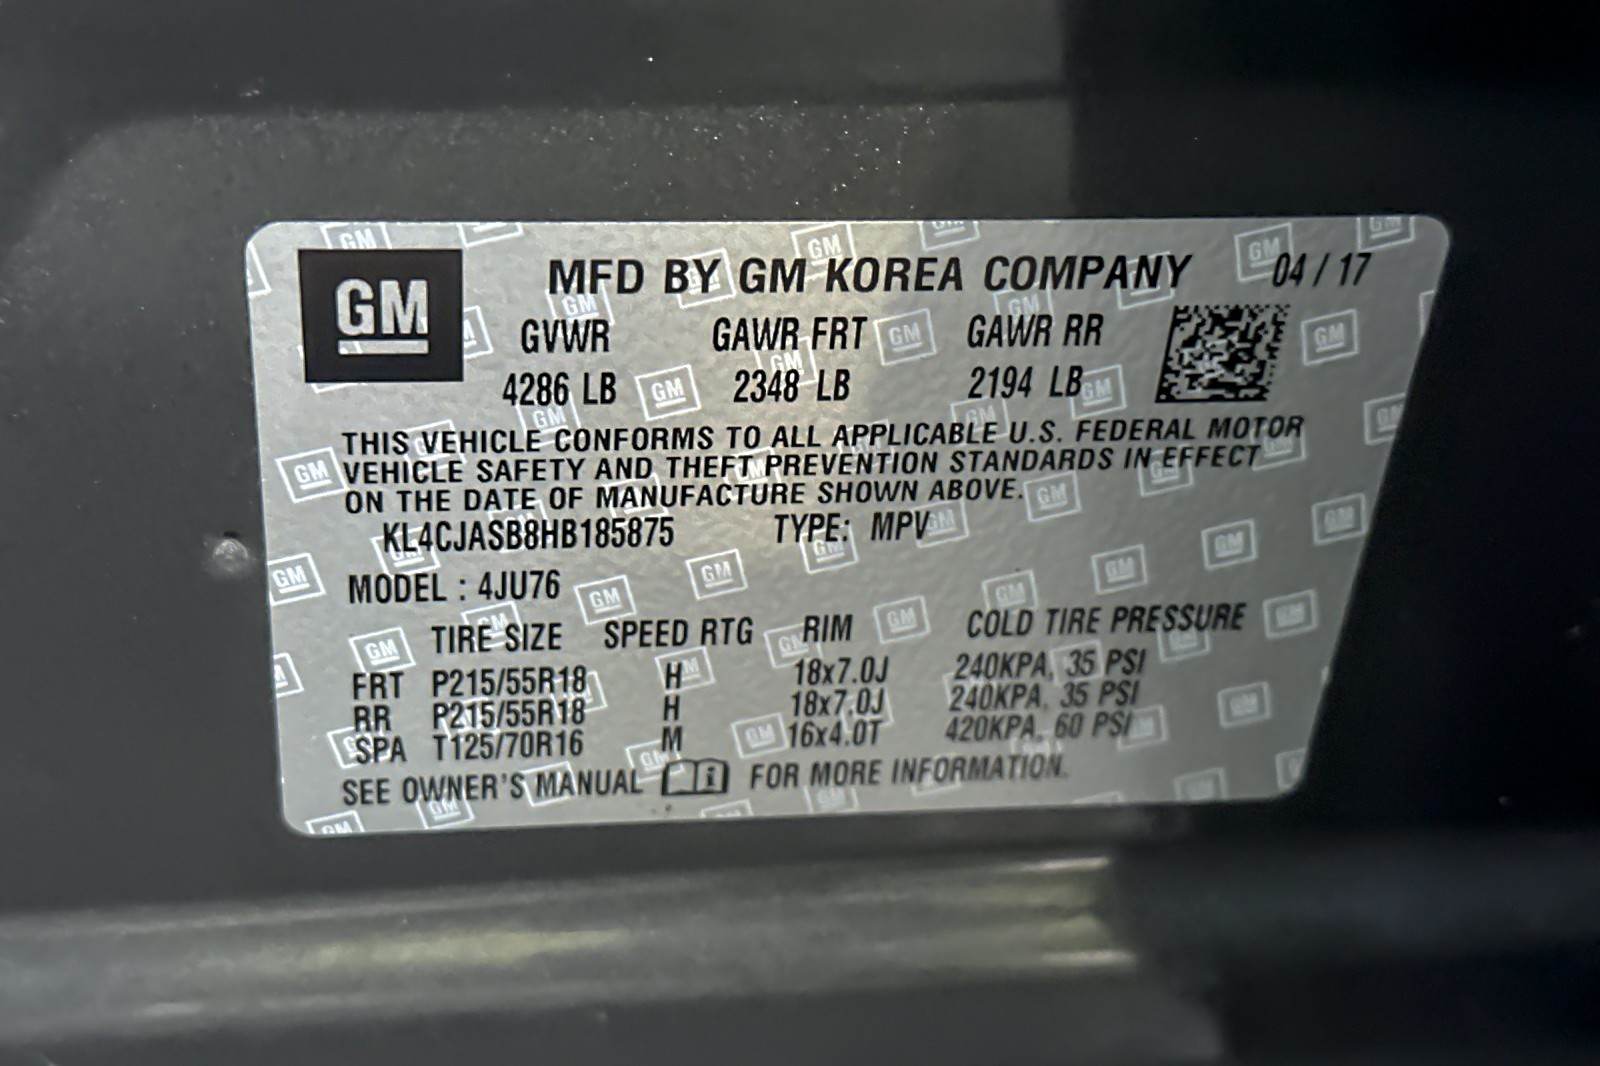 GM MFD BY GM KOREA COMPANY 04 / 17
GVWR GAWR FRT GAWR RR
4286 LB 2348 LB 2194 LB
THIS VEHICLE CONFORMS TO ALL APPLICABLE U.S. FEDERAL MOTOR
VEHICLE SAFETY AND THEFT PREVENTION STANDARDS IN EFFECT
ON THE DATE OF MANUFACTURE SHOWN ABOVE.
KL4CJASB8HB185875 TYPE: MPV
MODEL : 4JU76
TIRE SIZE SPEED RTG RIM COLD TIRE PRESSURE
FRT P215/55R18 H 18x7.0J 240KPA, 35 PSI
RR P215/55R18 H 18x7.0J 240KPA, 35 PSI
SPA T125/70R16 M 16x4.0T 420KPA, 60 PSI
SEE OWNER'S MANUAL i FOR MORE INFORMATION.